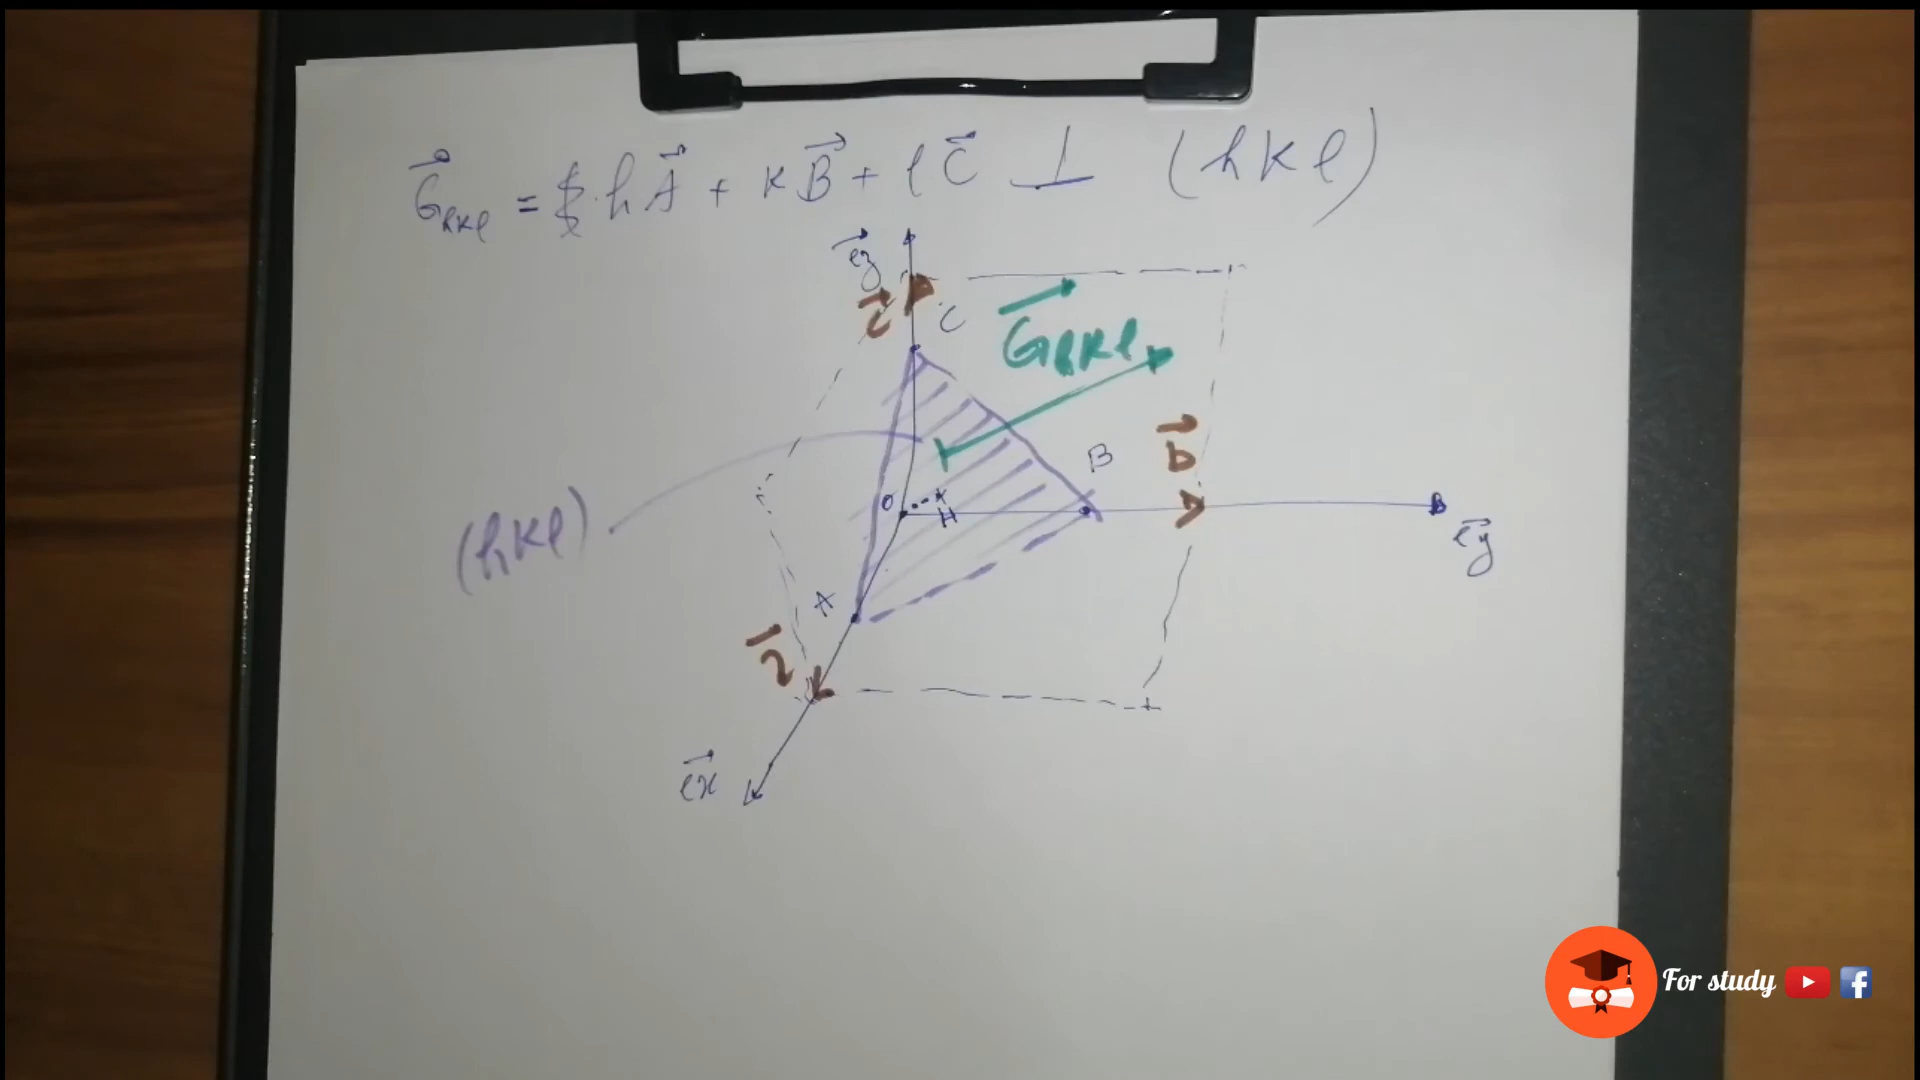 G⃗hkl = h A⃗ + k B⃗ + l C⃗ ⊥ (hkl)
e⃗z
c⃗
C
G⃗hkl
b⃗
B
O
H
e⃗y
(hkl)
A
a⃗
e⃗x
For study